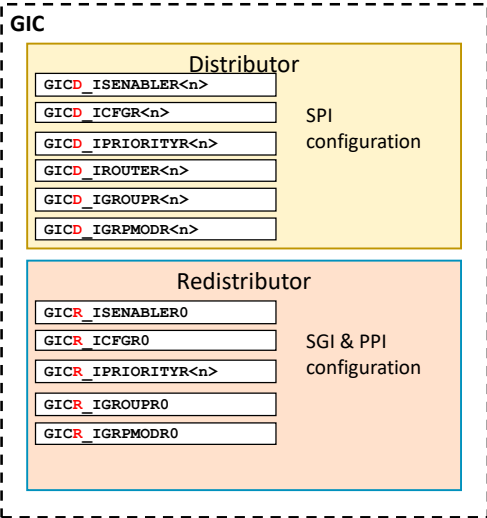 GIC
Distributor
GICD_ISENABLER<n>
GICD_ICFGR<n>
GICD_IPRIORITYR<n>
GICD_IROUTER<n>
GICD_IGROUPR<n>
GICD_IGRPMODR<n>
SPI
configuration
Redistributor
GICR_ISENABLER0
GICR_ICFGR0
GICR_IPRIORITYR<n>
GICR_IGROUPR0
GICR_IGRPMODR0
SGI & PPI
configuration